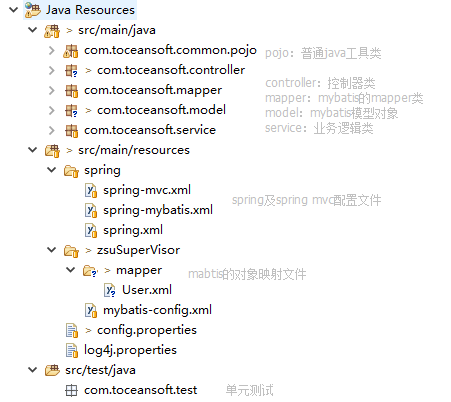 Java Resources
> src/main/java
com.toceansoft.common.pojo pojo：普通java工具类
> com.toceansoft.controller controller：控制器类
com.toceansoft.mapper mapper：mybatis的mapper类
> com.toceansoft.model model：mybatis模型对象
com.toceansoft.service service：业务逻辑类
> src/main/resources
spring
spring-mvc.xml
spring-mybatis.xml spring及spring mvc配置文件
spring.xml
> zsuSuperVisor
> mapper mabtis的对象映射文件
User.xml
mybatis-config.xml
> config.properties
log4j.properties
src/test/java
com.toceansoft.test 单元测试